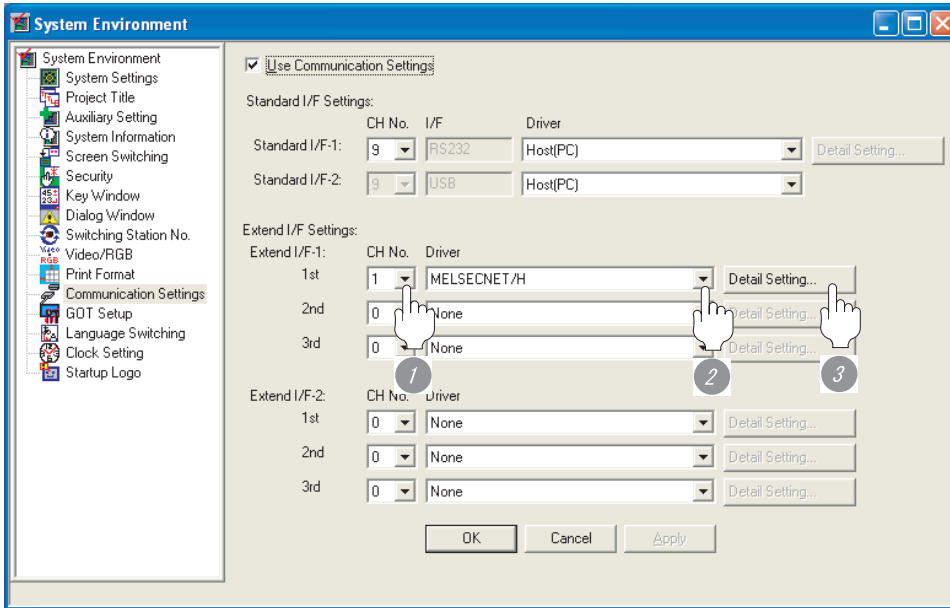 System Environment
System Environment
System Settings
Project Title
Auxiliary Setting
System Information
Screen Switching
Security
Key Window
Dialog Window
Switching Station No.
Video/RGB
Print Format
Communication Settings
GOT Setup
Language Switching
Clock Setting
Startup Logo
Use Communication Settings
Standard I/F Settings:
CH No. I/F Driver
Standard I/F-1: 9 RS232 Host(PC) Detail Setting...
Standard I/F-2: 9 USB Host(PC)
Extend I/F Settings:
Extend I/F-1: CH No. Driver
1st 1 MELSECNET/H Detail Setting...
2nd 0 None Detail Setting...
3rd 0 None Detail Setting...
1 2 3
Extend I/F-2: CH No. Driver
1st 0 None Detail Setting...
2nd 0 None Detail Setting...
3rd 0 None Detail Setting...
OK Cancel Apply